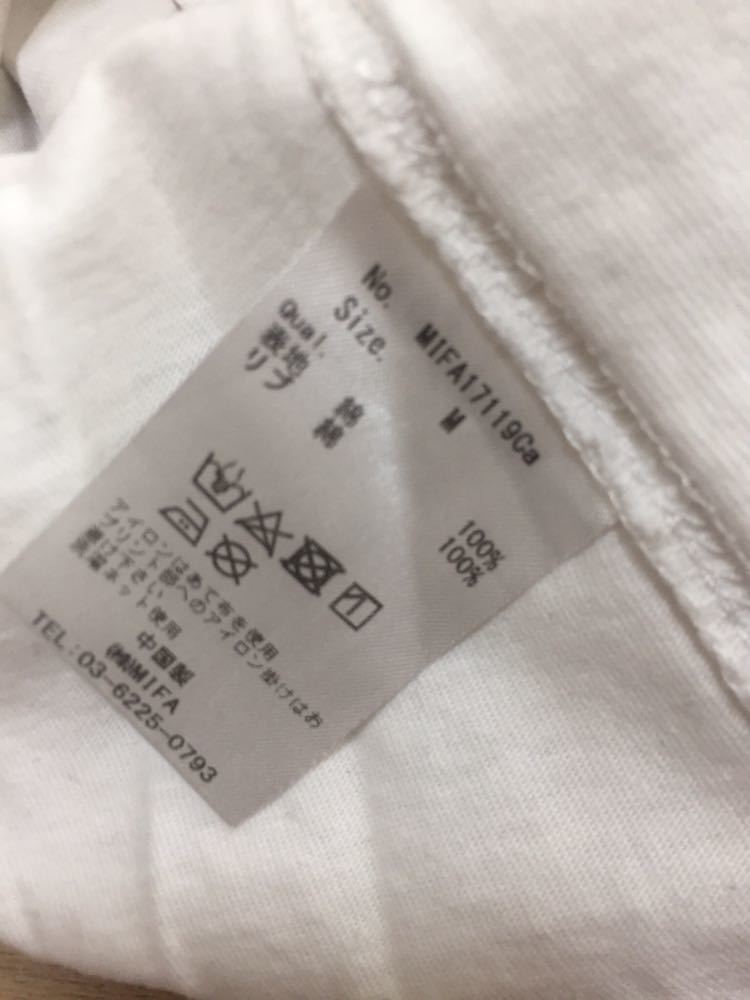 No. MIFA17119Ca
Size. M
Qual.
表地 綿 100%
リブ 綿 100%
アイロンはあて布を使用
プリント部へのアイロン掛けはお
避け下さい
洗濯ネット使用
中国製
㈱MIFA
TEL:03-6225-0793